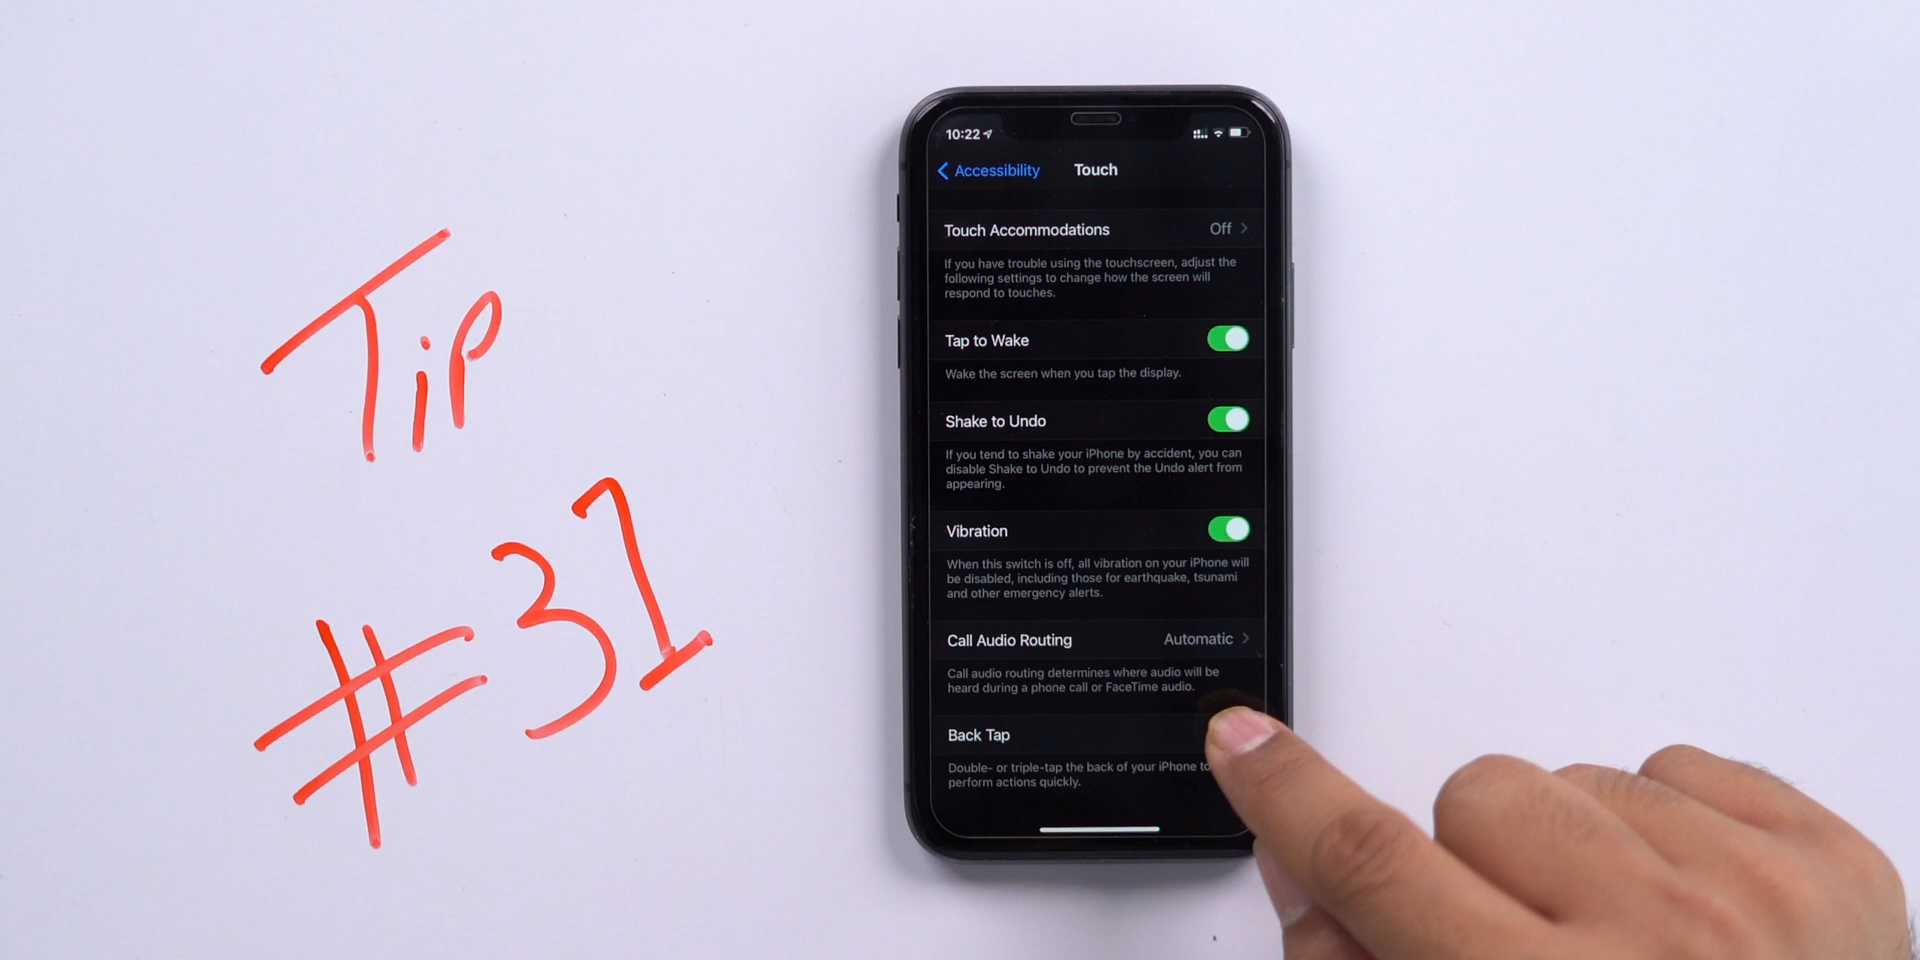 Tip
#31
10:22
Accessibility
Touch
Touch Accommodations
Off
If you have trouble using the touchscreen, adjust the
following settings to change how the screen will
respond to touches.
Tap to Wake
Wake the screen when you tap the display.
Shake to Undo
If you tend to shake your iPhone by accident, you can
disable Shake to Undo to prevent the Undo alert from
appearing.
Vibration
When this switch is off, all vibration on your iPhone will
be disabled, including those for earthquake, tsunami
and other emergency alerts.
Call Audio Routing
Automatic
Call audio routing determines where audio will be
heard during a phone call or FaceTime audio.
Back Tap
Double- or triple-tap the back of your iPhone to
perform actions quickly.